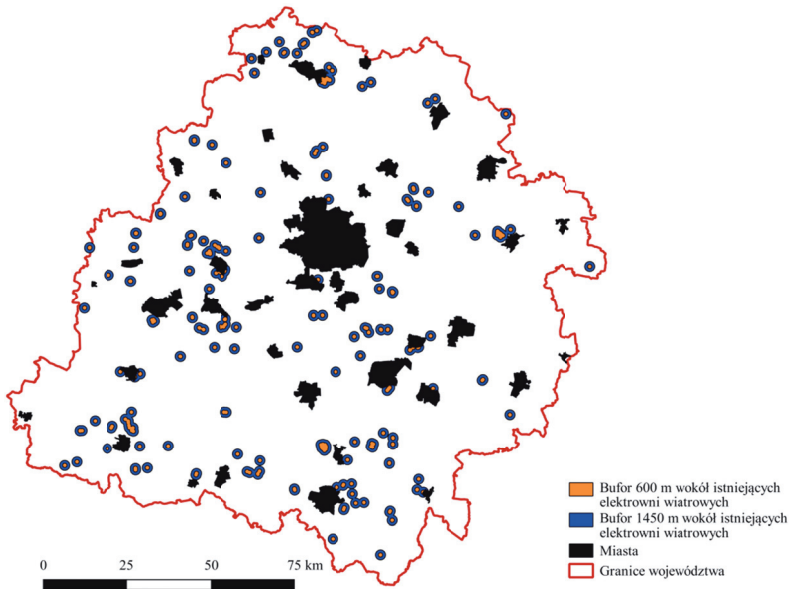 Bufor 600 m wokół istniejących
elektrowni wiatrowych
Bufor 1450 m wokół istniejących
elektrowni wiatrowych
Miasta
Granice województwa
0 25 50 75 km